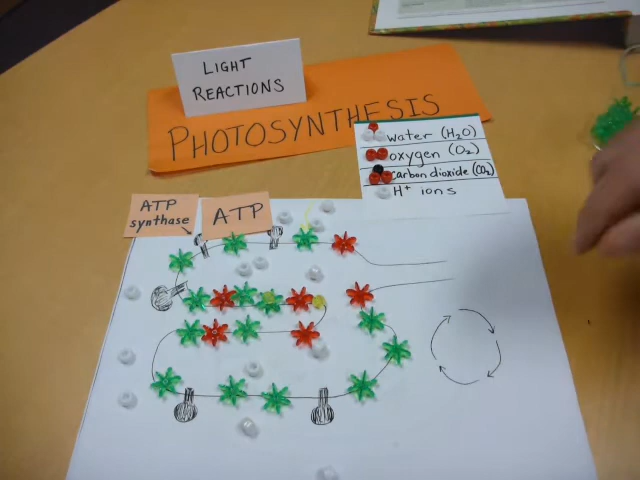 LIGHT
REACTIONS
PHOTOSYNTHESIS
water (H₂O)
oxygen (O₂)
carbon dioxide (CO₂)
H⁺ ions
ATP
synthase
ATP